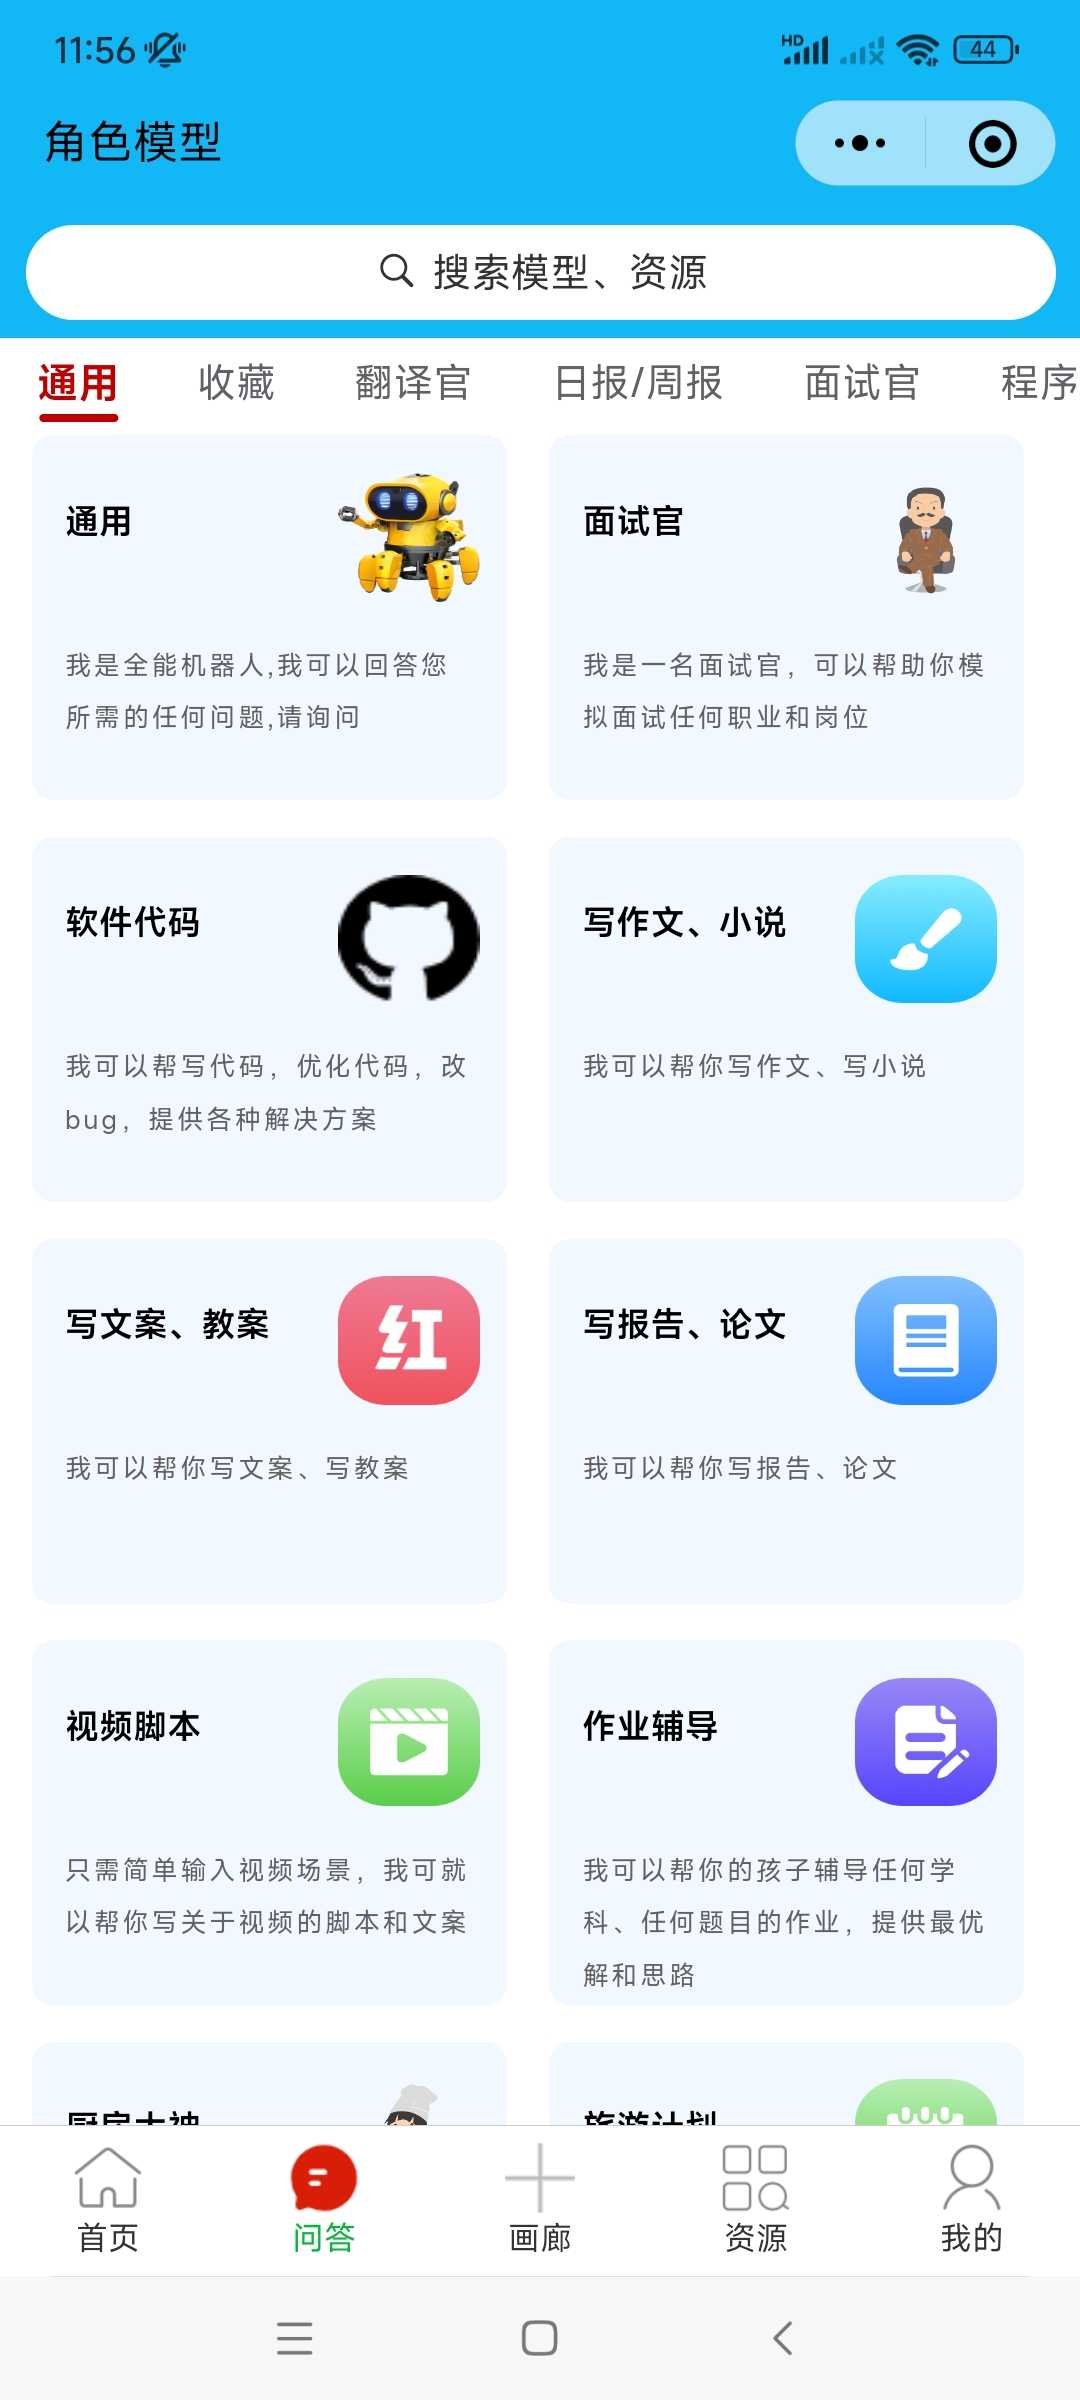 11:56
HD
44
角色模型
搜索模型、资源
通用 收藏 翻译官 日报/周报 面试官 程序
通用
我是全能机器人,我可以回答您
所需的任何问题,请询问
面试官
我是一名面试官，可以帮助你模
拟面试任何职业和岗位
软件代码
我可以帮写代码，优化代码，改
bug，提供各种解决方案
写作文、小说
我可以帮你写作文、写小说
写文案、教案
红
我可以帮你写文案、写教案
写报告、论文
我可以帮你写报告、论文
视频脚本
只需简单输入视频场景，我可就
以帮你写关于视频的脚本和文案
作业辅导
我可以帮你的孩子辅导任何学
科、任何题目的作业，提供最优
解和思路
厨房大神
旅游计划
首页 问答 画廊 资源 我的